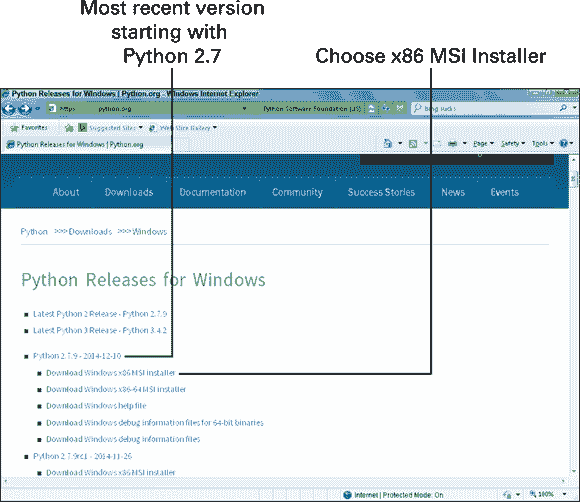 Most recent version
starting with
Python 2.7
Choose x86 MSI Installer
Python Releases for Windows | Python.org - Windows Internet Explorer
python.org
Python Software Foundation [US]
Favorites
Suggested Sites
Web Slice Gallery
Python Releases for Windows | Python.org
Page
Safety
Tools
About
Downloads
Documentation
Community
Success Stories
News
Events
Python >>>Downloads >>>Windows
Python Releases for Windows
Latest Python 2 Release - Python 2.7.9
Latest Python 3 Release - Python 3.4.2
Python 2.7.9 - 2014-12-10
Download Windows x86 MSI installer
Download Windows x86-64 MSI installer
Download Windows help file
Download Windows debug information files for 64-bit binaries
Download Windows debug information files
Python 2.7.9rc1 - 2014-11-26
Download Windows x86 MSI installer
Internet | Protected Mode: On
100%